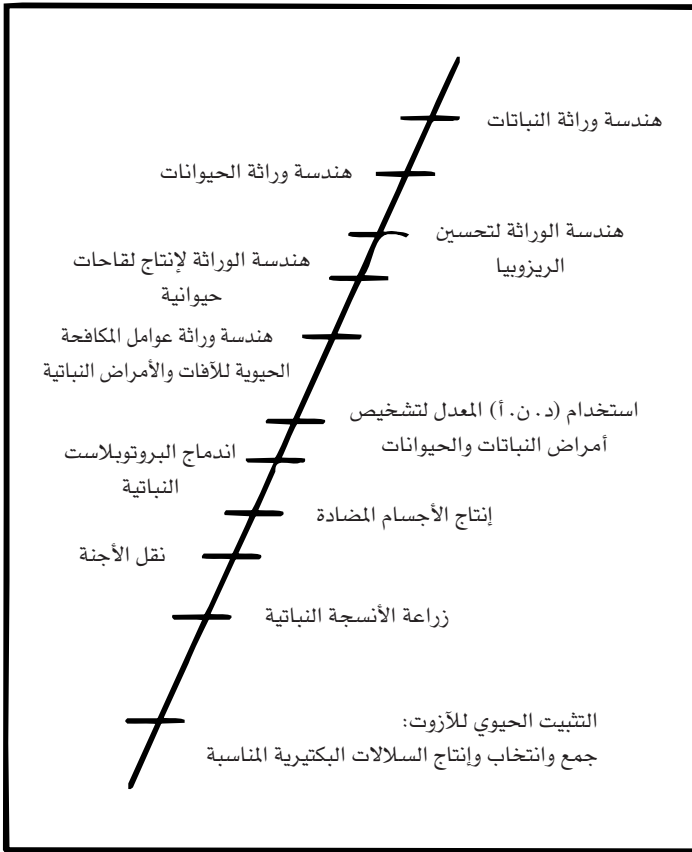 هندسة وراثة النباتات
هندسة وراثة الحيوانات
هندسة الوراثة لتحسين
الريزوبيا
هندسة الوراثة لإنتاج لقاحات
حيوانية
هندسة وراثة عوامل المكافحة
الحيوية للآفات والأمراض النباتية
استخدام (د.ن.أ) المعدل لتشخيص
أمراض النباتات والحيوانات
اندماج البروتوبلاست
النباتية
إنتاج الأجسام المضادة
نقل الأجنة
زراعة الأنسجة النباتية
التثبيت الحيوي للآزوت:
جمع وانتخاب وإنتاج السلالات البكتيرية المناسبة